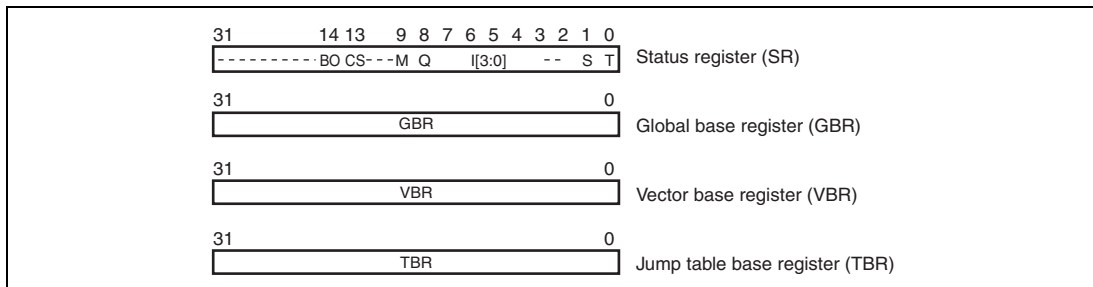 31 14 13 9 8 7 6 5 4 3 2 1 0
- - - - - - - - - - BO CS - - - M Q I[3:0] - - S T Status register (SR)
31 0
GBR Global base register (GBR)
31 0
VBR Vector base register (VBR)
31 0
TBR Jump table base register (TBR)